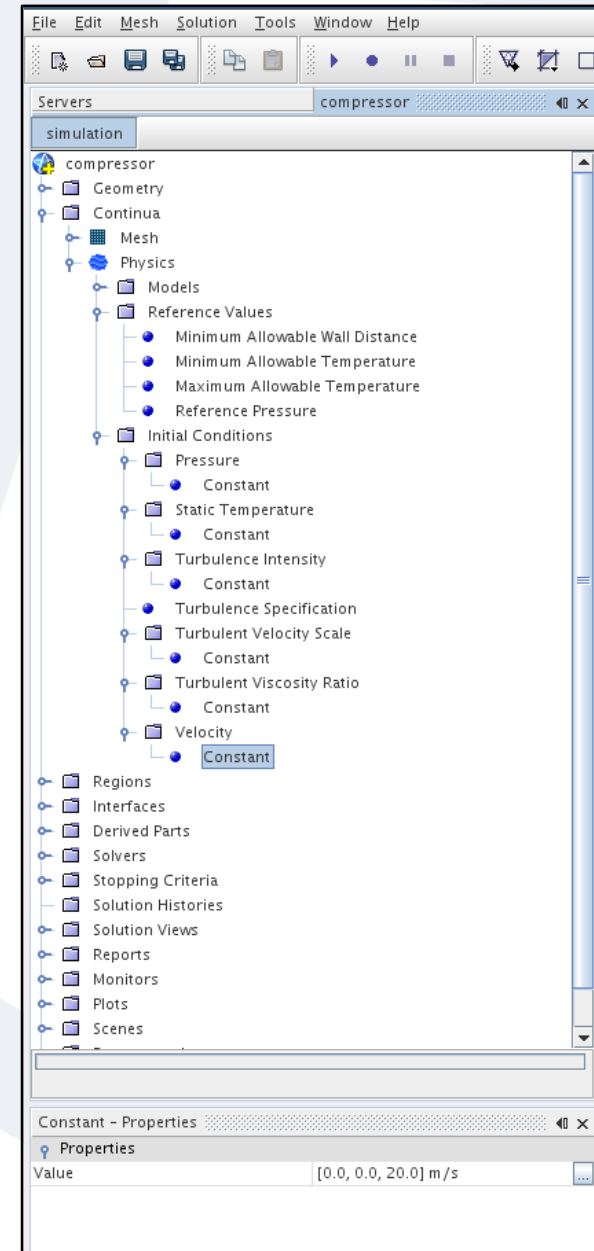 File Edit Mesh Solution Tools Window Help
Servers compressor
simulation
compressor
Geometry
Continua
Mesh
Physics
Models
Reference Values
Minimum Allowable Wall Distance
Minimum Allowable Temperature
Maximum Allowable Temperature
Reference Pressure
Initial Conditions
Pressure
Constant
Static Temperature
Constant
Turbulence Intensity
Constant
Turbulence Specification
Turbulent Velocity Scale
Constant
Turbulent Viscosity Ratio
Constant
Velocity
Constant
Regions
Interfaces
Derived Parts
Solvers
Stopping Criteria
Solution Histories
Solution Views
Reports
Monitors
Plots
Scenes
Constant - Properties
Properties
Value [0.0, 0.0, 20.0] m/s ...